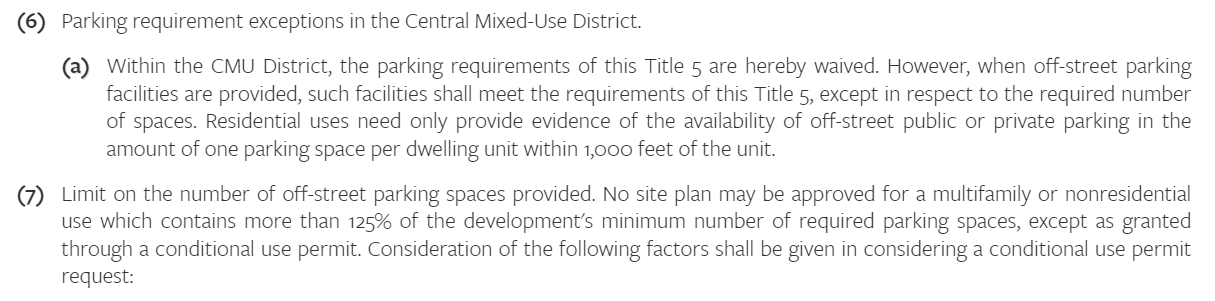 (6) Parking requirement exceptions in the Central Mixed-Use District.
(a) Within the CMU District, the parking requirements of this Title 5 are hereby waived. However, when off-street parking
facilities are provided, such facilities shall meet the requirements of this Title 5, except in respect to the required number
of spaces. Residential uses need only provide evidence of the availability of off-street public or private parking in the
amount of one parking space per dwelling unit within 1,000 feet of the unit.
(7) Limit on the number of off-street parking spaces provided. No site plan may be approved for a multifamily or nonresidential
use which contains more than 125% of the development's minimum number of required parking spaces, except as granted
through a conditional use permit. Consideration of the following factors shall be given in considering a conditional use permit
request: